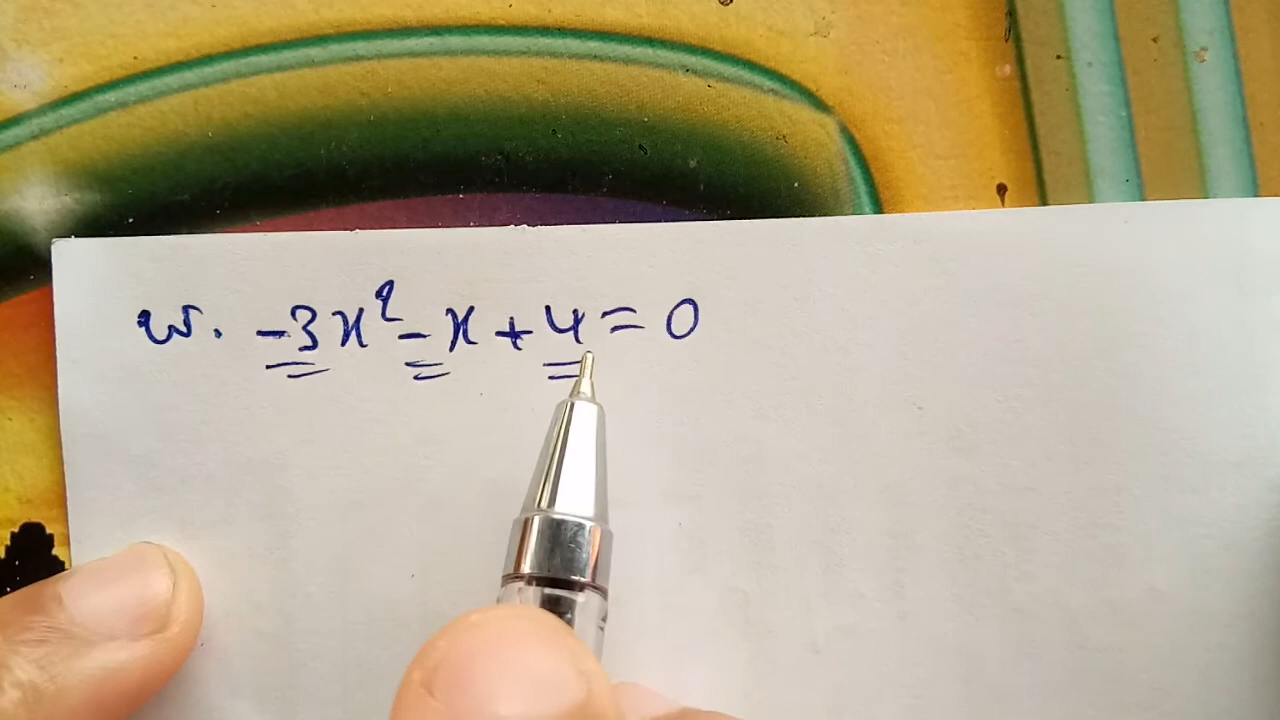 w. -3x² - x + 4 = 0